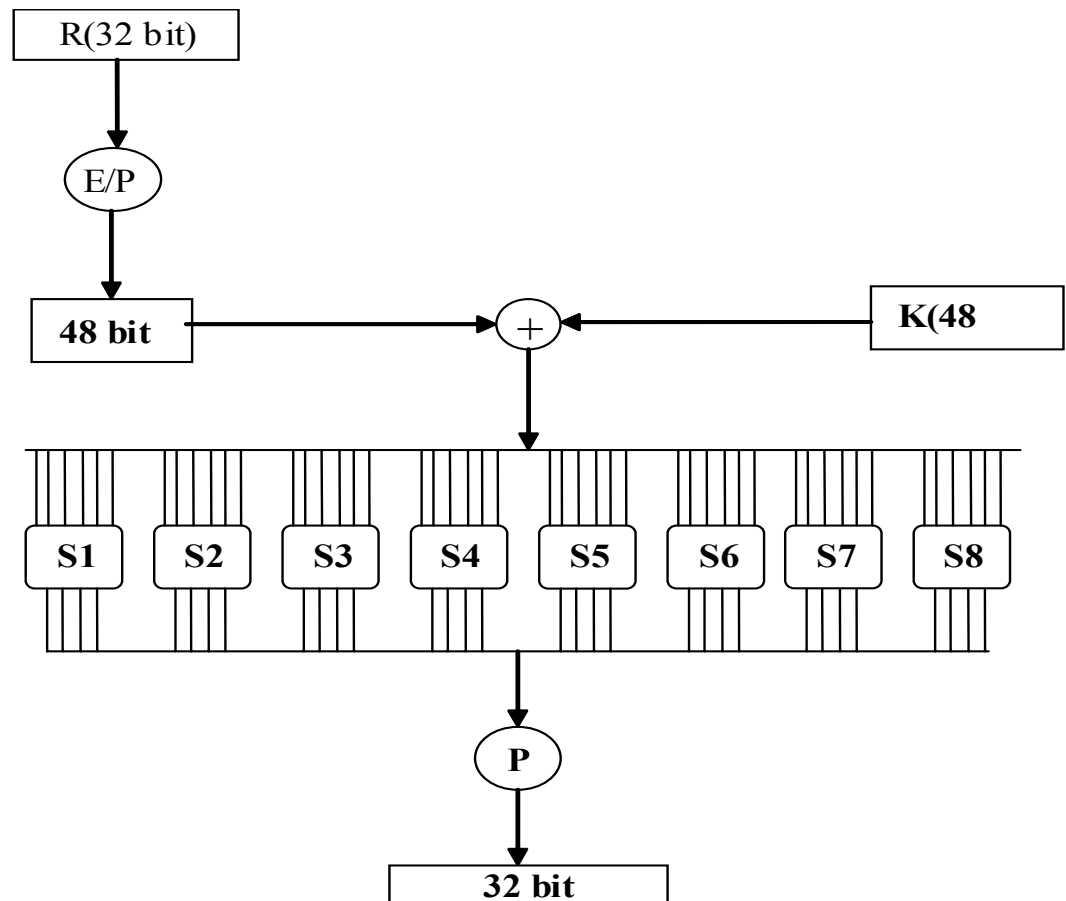 R(32 bit)
E/P
48 bit
+
K(48
S1 S2 S3 S4 S5 S6 S7 S8
P
32 bit